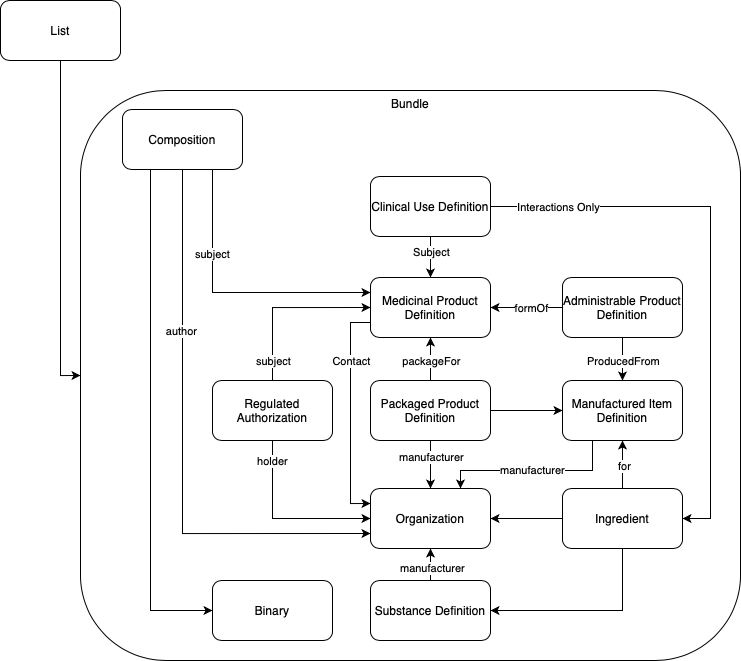 List
Bundle
Composition
Clinical Use Definition
Interactions Only
subject
Subject
Medicinal Product
Definition
formOf
Administrable Product
Definition
author
subject
Contact
packageFor
ProducedFrom
Regulated
Authorization
Packaged Product
Definition
Manufactured Item
Definition
holder
manufacturer
manufacturer
for
Organization
Ingredient
manufacturer
Binary
Substance Definition